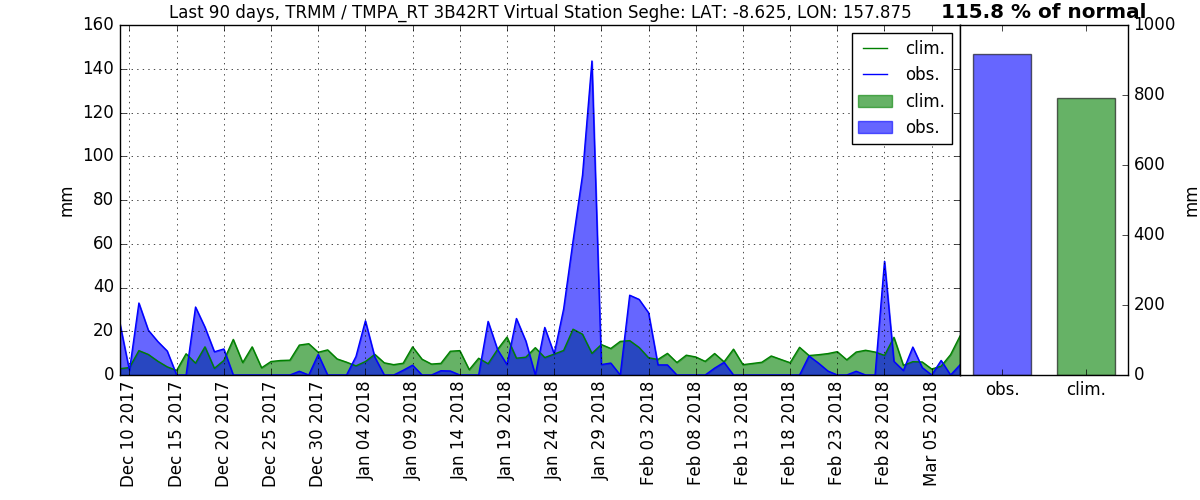 Last 90 days, TRMM / TMPA_RT 3B42RT Virtual Station Seghe: LAT: -8.625, LON: 157.875
115.8 % of normal
160
140
120
100
80
60
40
20
0
mm
clim.
obs.
clim.
obs.
1000
800
600
400
200
0
mm
obs.
clim.
Dec 10 2017
Dec 15 2017
Dec 20 2017
Dec 25 2017
Dec 30 2017
Jan 04 2018
Jan 09 2018
Jan 14 2018
Jan 19 2018
Jan 24 2018
Jan 29 2018
Feb 03 2018
Feb 08 2018
Feb 13 2018
Feb 18 2018
Feb 23 2018
Feb 28 2018
Mar 05 2018